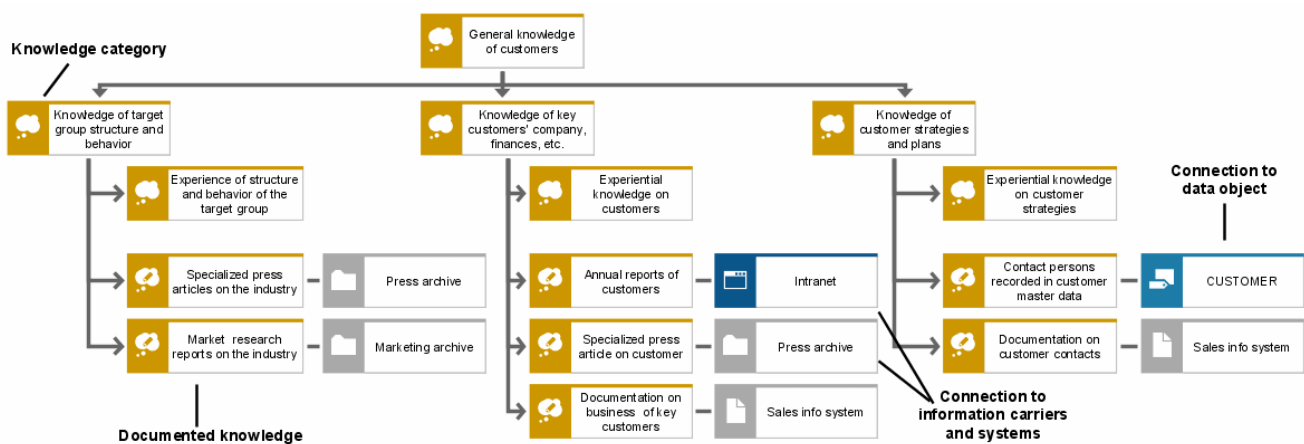 General knowledge
of customers
Knowledge category
Knowledge of target
group structure and
behavior
Knowledge of key
customers' company,
finances, etc.
Knowledge of
customer strategies
and plans
Experience of structure
and behavior of the
target group
Experiential
knowledge on
customers
Experiential knowledge
on customer
strategies
Connection to
data object
Specialized press
articles on the industry
Press archive
Annual reports of
customers
Intranet
Contact persons
recorded in customer
master data
CUSTOMER
Market research
reports on the industry
Marketing archive
Specialized press
article on customer
Press archive
Documentation on
customer contacts
Sales info system
Documentation on
business of key
customers
Sales info system
Connection to
information carriers
and systems
Documented knowledge